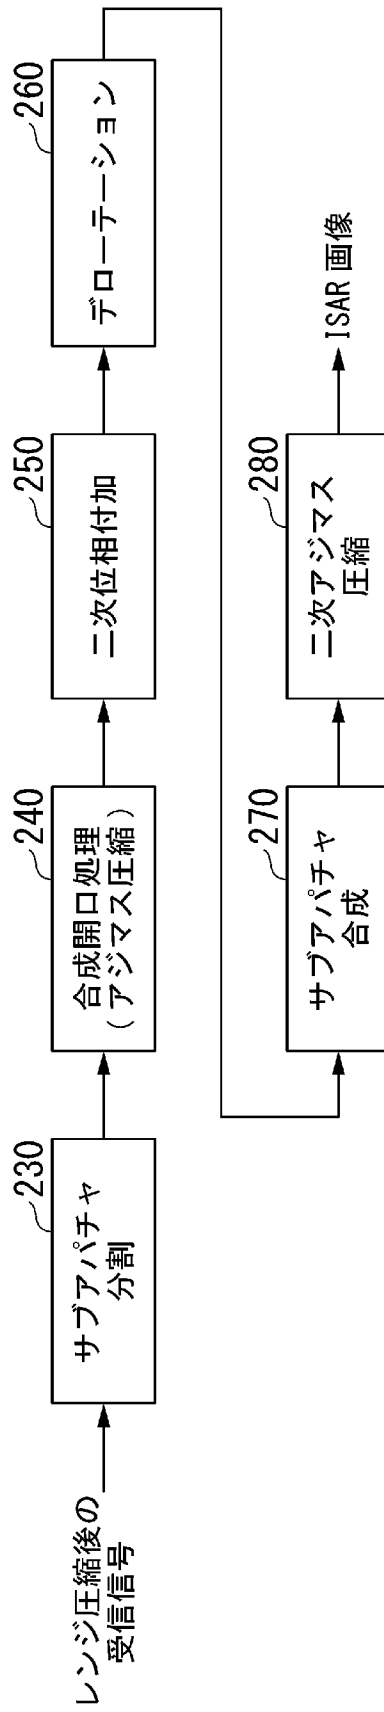 レンジ圧縮後の
受信信号
230
サブアパチャ
分割
240
合成開口処理
(アジマス圧縮)
250
二次位相付加
260
デローテーション
270
サブアパチャ
合成
280
二次アジマス
圧縮
ISAR 画像